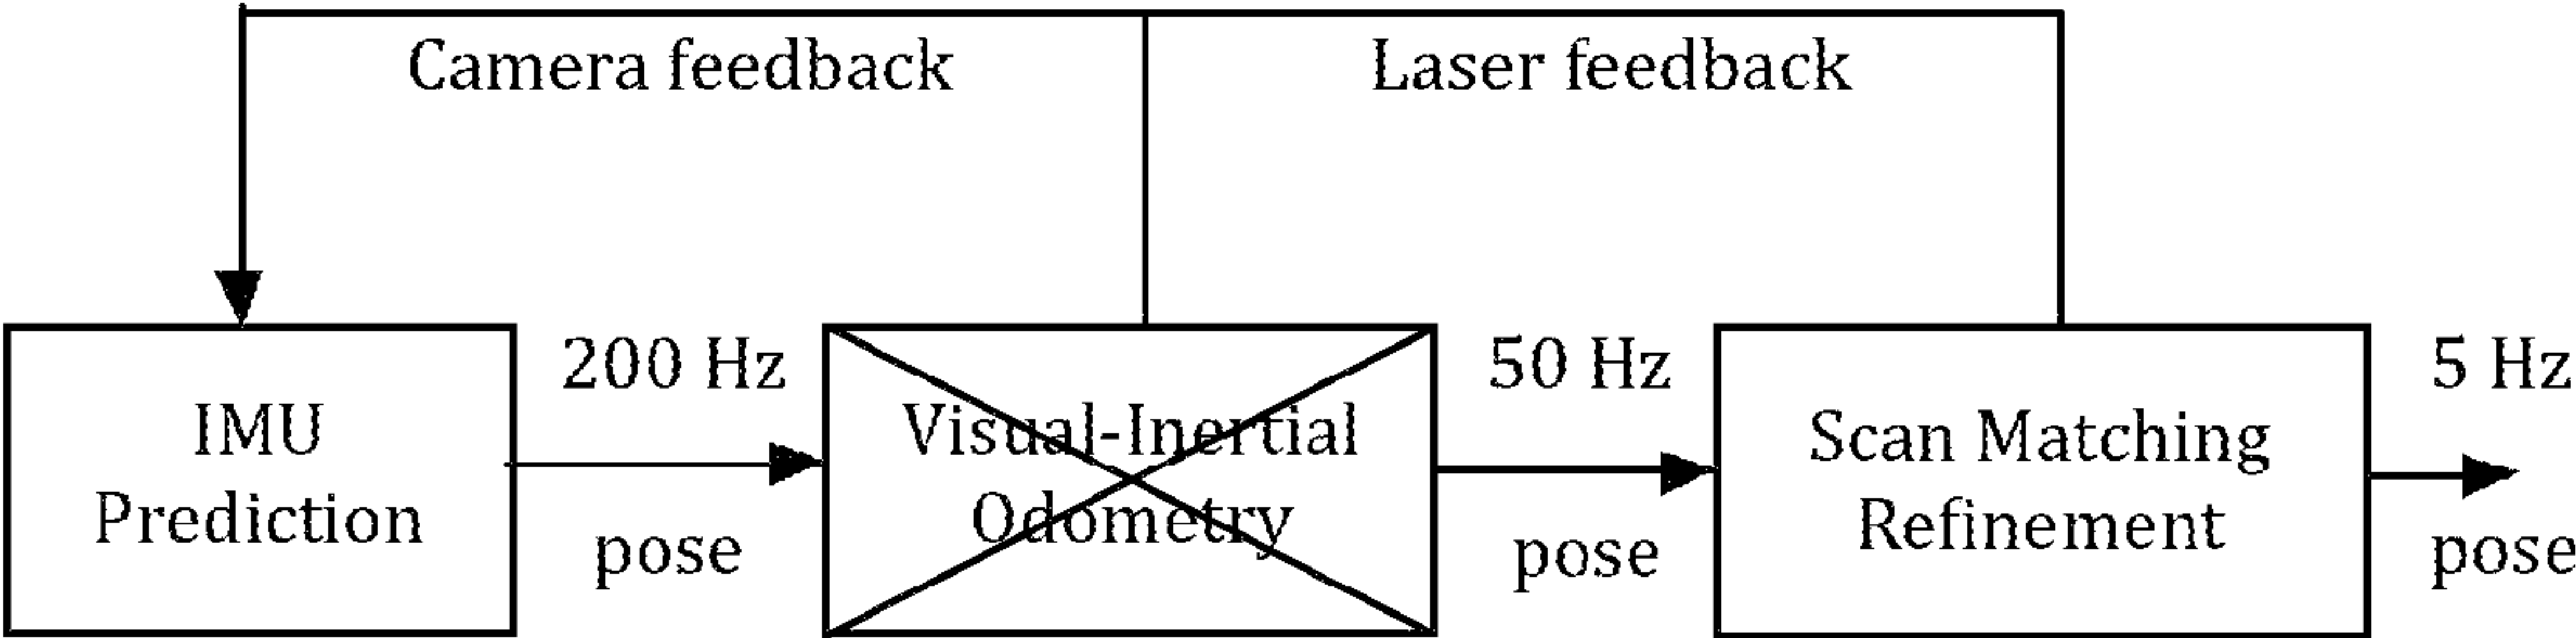 Camera feedback
Laser feedback
IMU
Prediction
200 Hz
pose
Visual-Inertial
Odometry
50 Hz
pose
Scan Matching
Refinement
5 Hz
pose